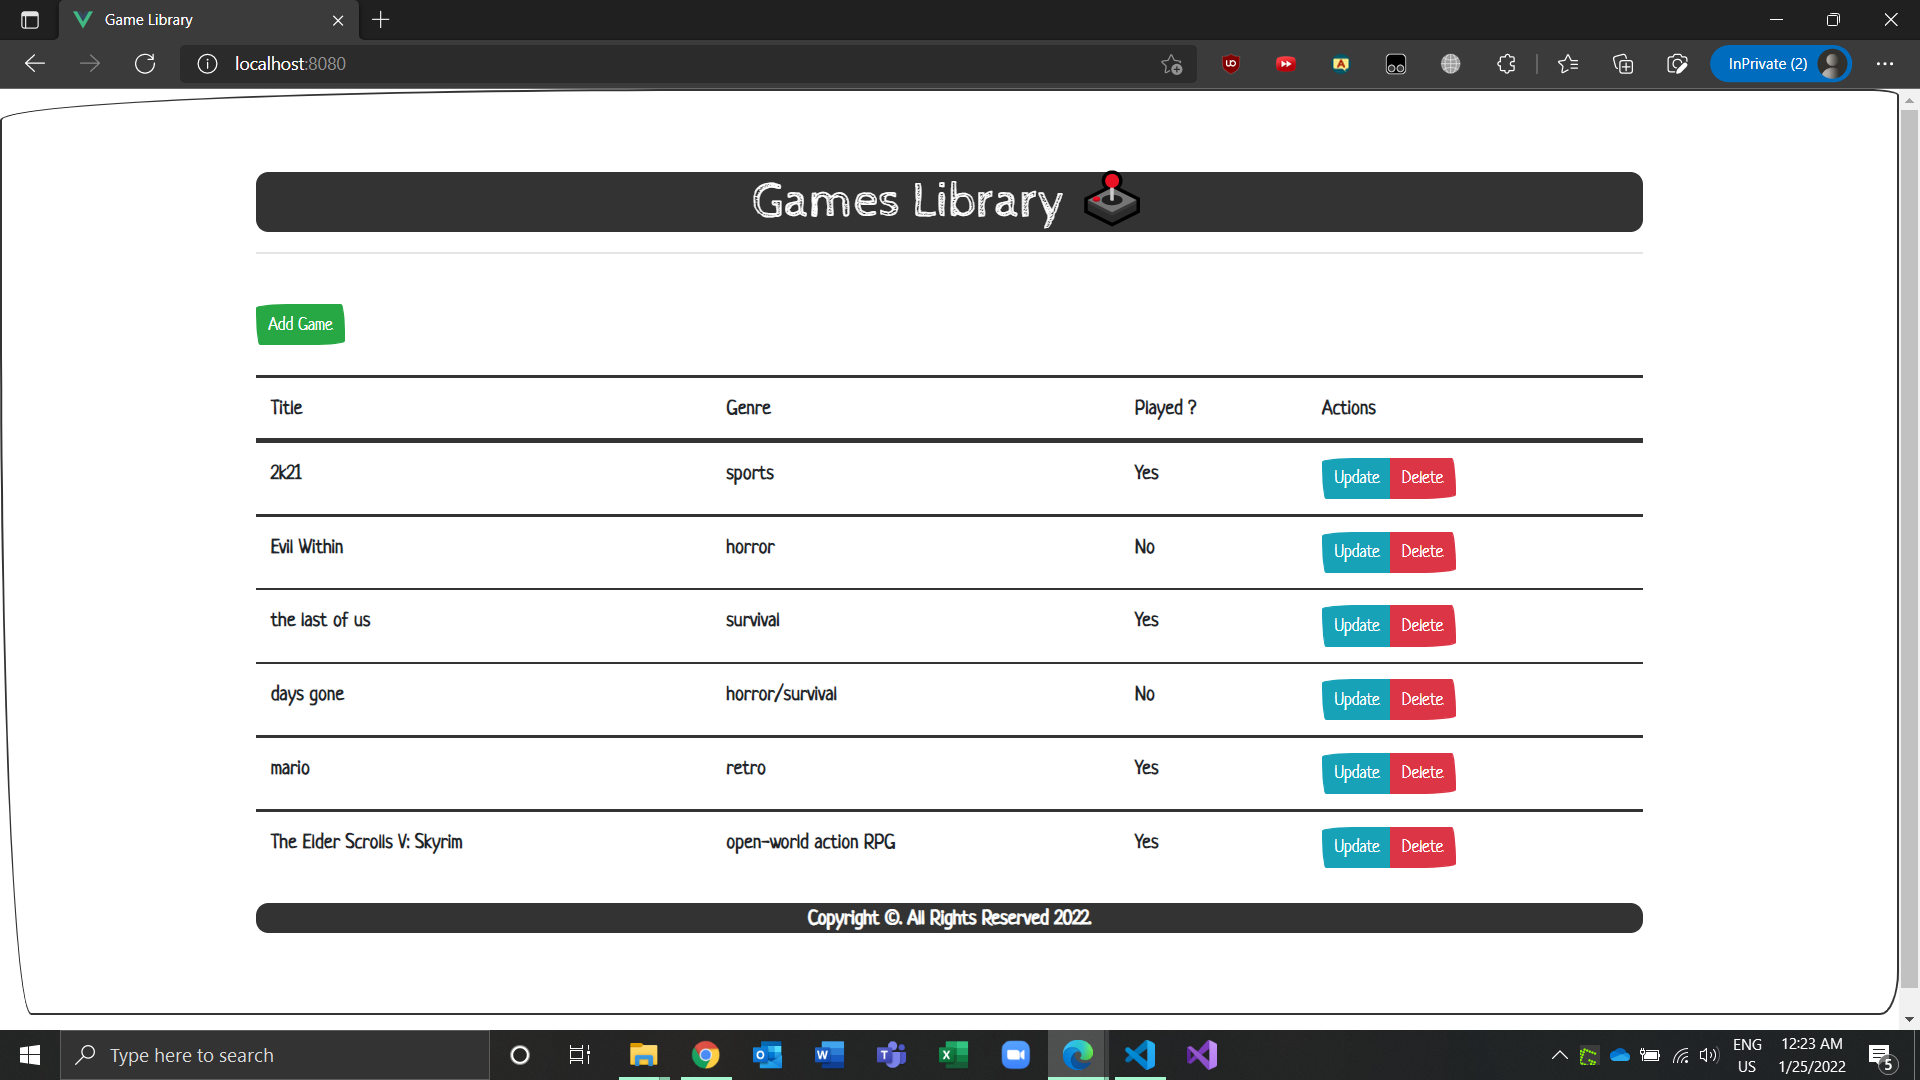 Game Library
localhost:8080
InPrivate (2)
Games Library
Add Game
Title Genre Played ? Actions
2k21 sports Yes Update Delete
Evil Within horror No Update Delete
the last of us survival Yes Update Delete
days gone horror/survival No Update Delete
mario retro Yes Update Delete
The Elder Scrolls V: Skyrim open-world action RPG Yes Update Delete
Copyright ©. All Rights Reserved 2022.
Type here to search
ENG
US
12:23 AM
1/25/2022
5